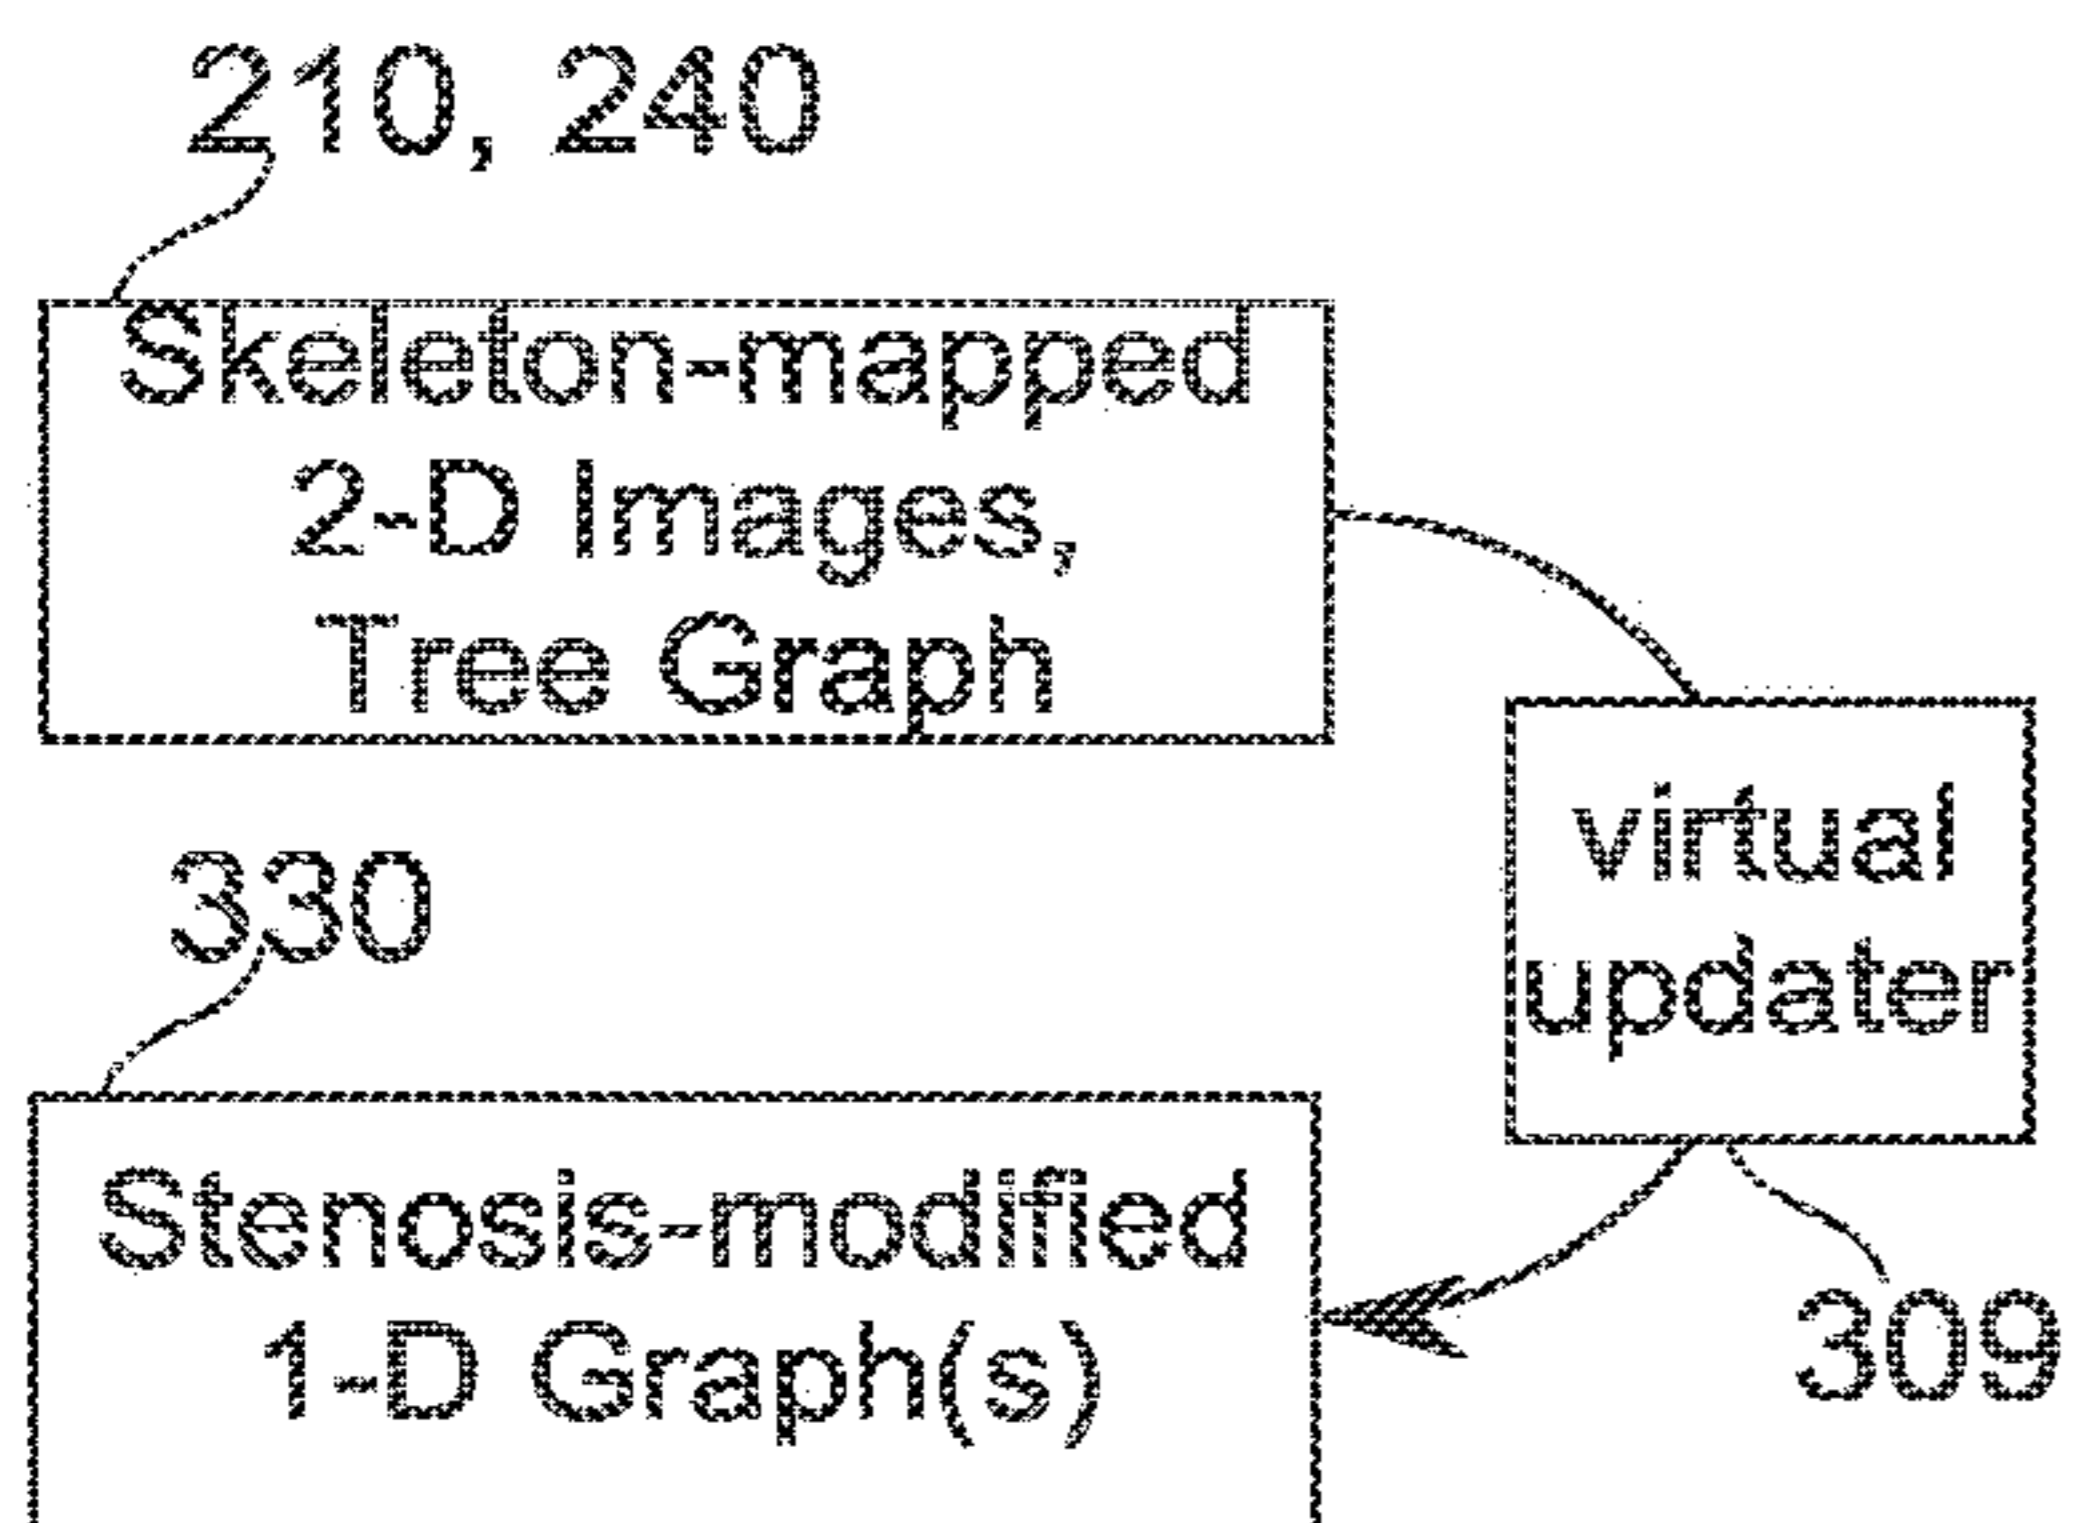 210, 240
Skeleton-mapped
2-D Images,
Tree Graph
virtual
updater
330
Stenosis-modified
1-D Graph(s)
309